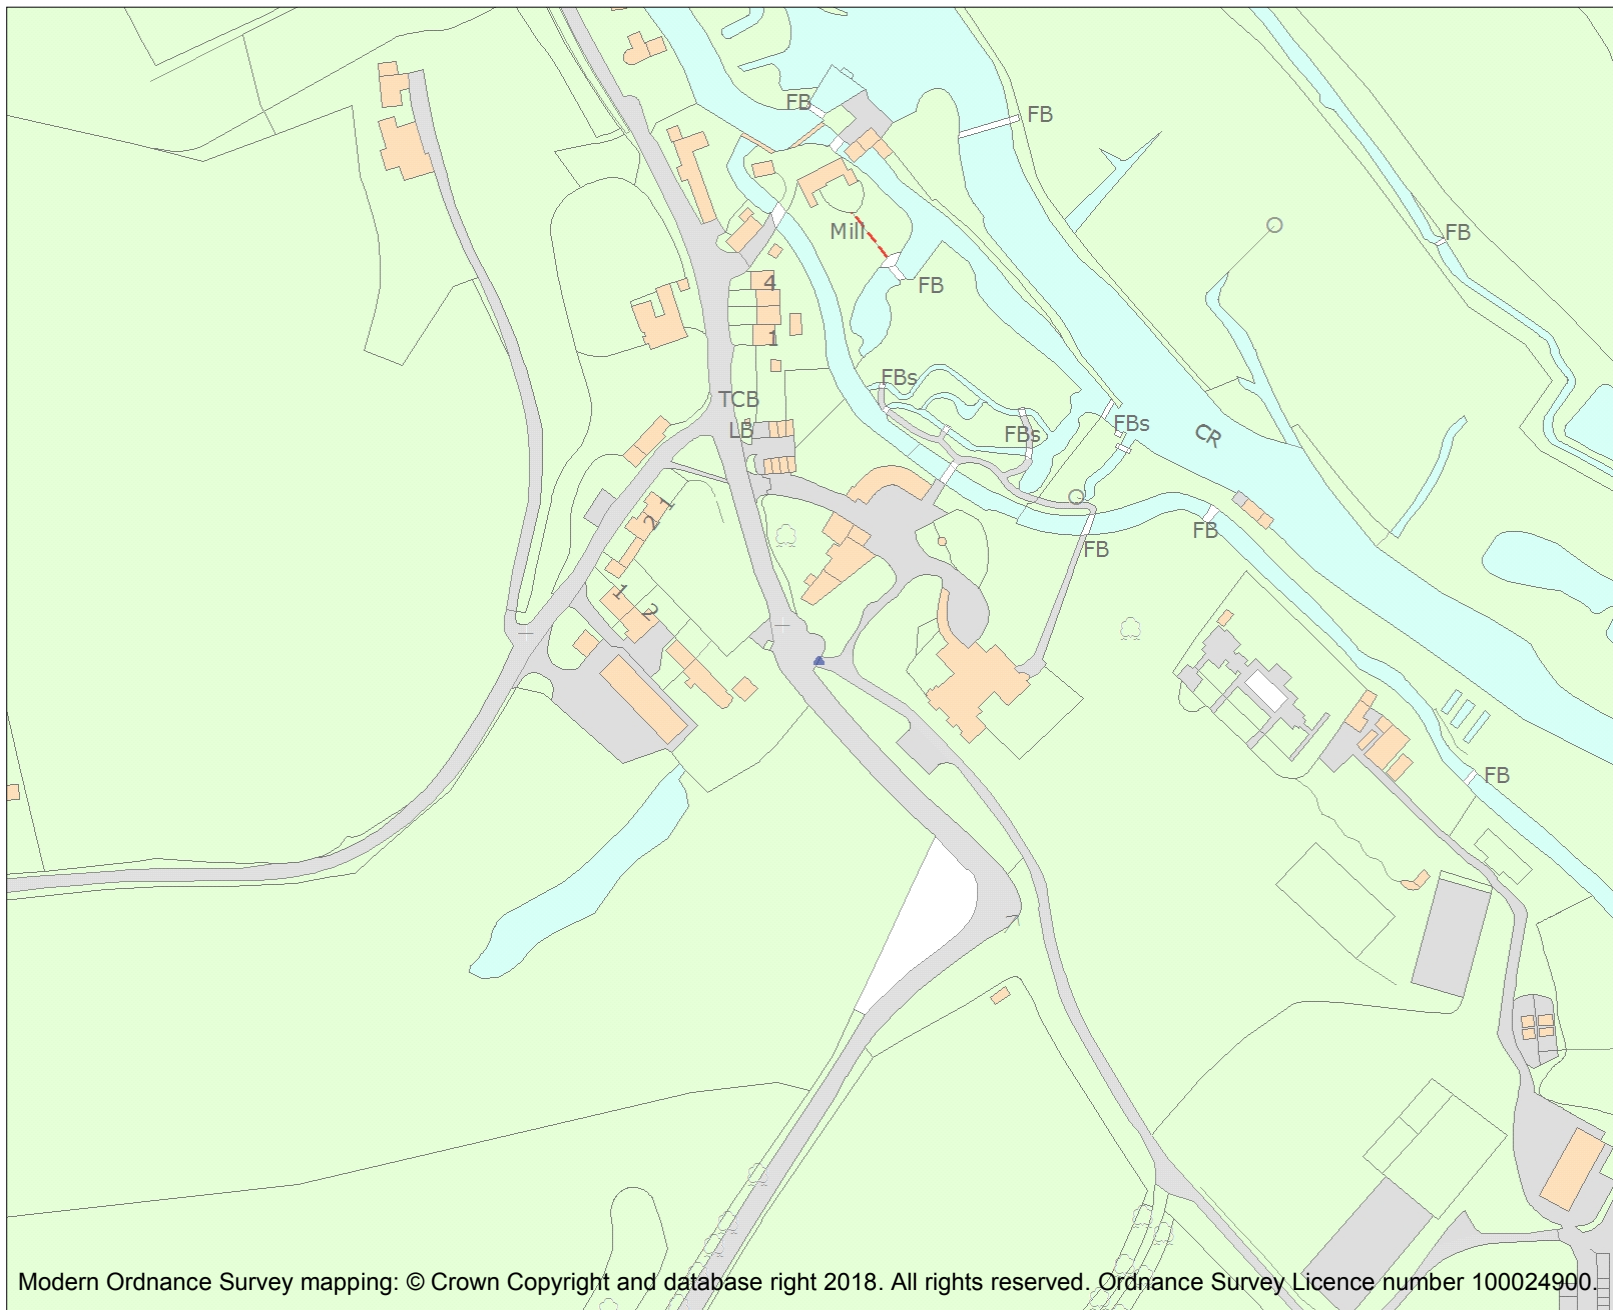 FB
FB
Mill
FB
FB
4
1
FBs
TCB
LB
FBs
FBs
CR
1
2
FB
FB
1
2
FB
Modern Ordnance Survey mapping: © Crown Copyright and database right 2018. All rights reserved. Ordnance Survey Licence number 100024900.